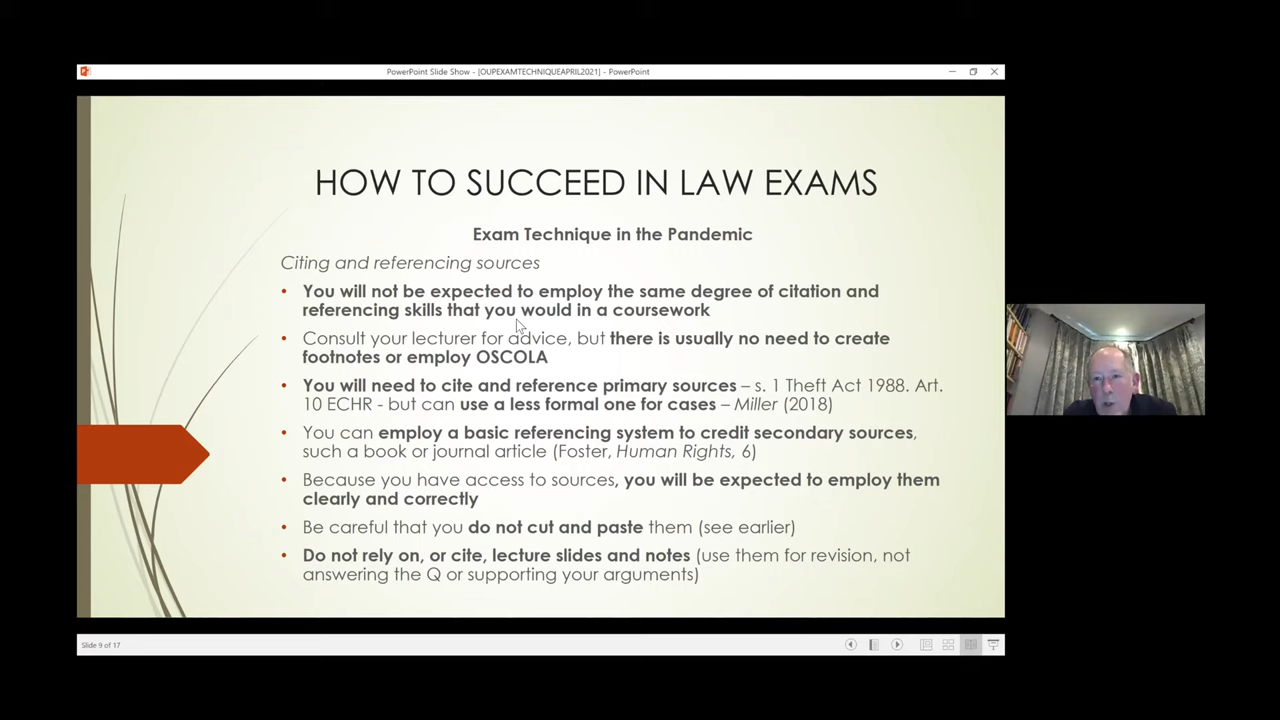 PowerPoint Slide Show - [OUPEXAMTECHNIQUEAPRIL2021] - PowerPoint
HOW TO SUCCEED IN LAW EXAMS
Exam Technique in the Pandemic
Citing and referencing sources
• You will not be expected to employ the same degree of citation and
referencing skills that you would in a coursework
• Consult your lecturer for advice, but there is usually no need to create
footnotes or employ OSCOLA
• You will need to cite and reference primary sources – s. 1 Theft Act 1988. Art.
10 ECHR - but can use a less formal one for cases – Miller (2018)
• You can employ a basic referencing system to credit secondary sources,
such a book or journal article (Foster, Human Rights, 6)
• Because you have access to sources, you will be expected to employ them
clearly and correctly
• Be careful that you do not cut and paste them (see earlier)
• Do not rely on, or cite, lecture slides and notes (use them for revision, not
answering the Q or supporting your arguments)
Slide 9 of 17